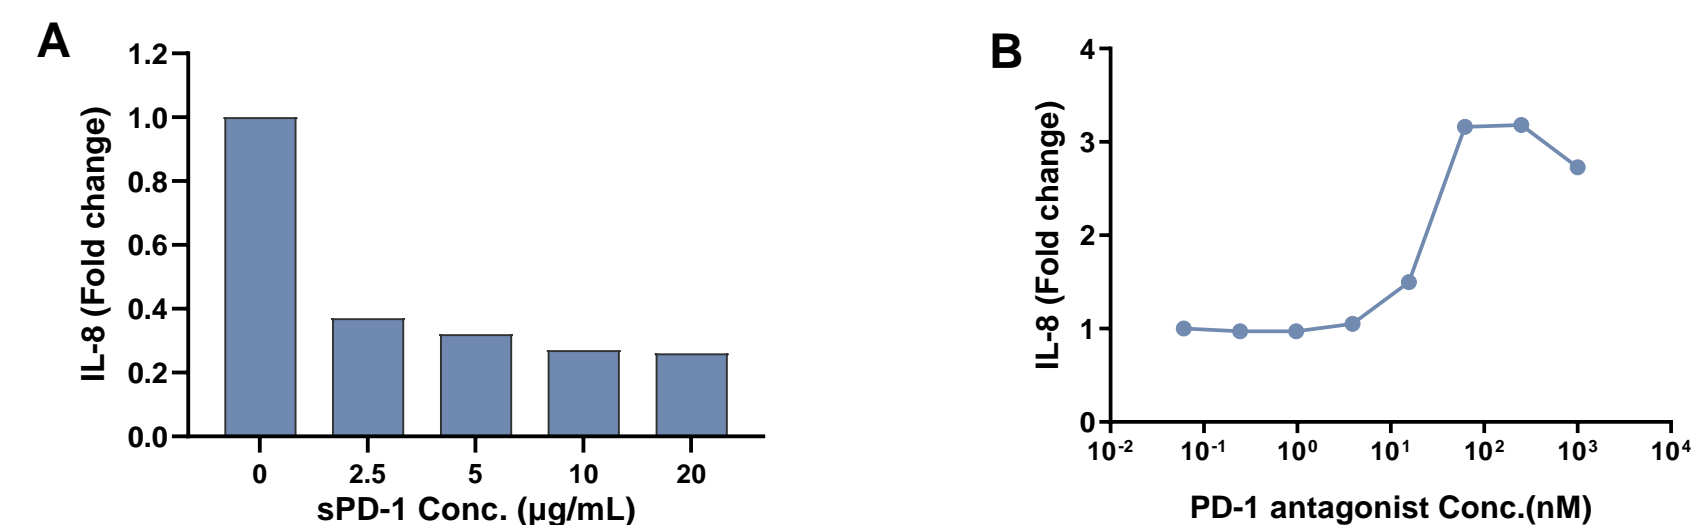 A
1.2
1.0
0.8
0.6
0.4
0.2
0.0
IL-8 (Fold change)
0 2.5 5 10 20
sPD-1 Conc. (µg/mL)
B
4
3
2
1
0
IL-8 (Fold change)
10⁻² 10⁻¹ 10⁰ 10¹ 10² 10³ 10⁴
PD-1 antagonist Conc.(nM)